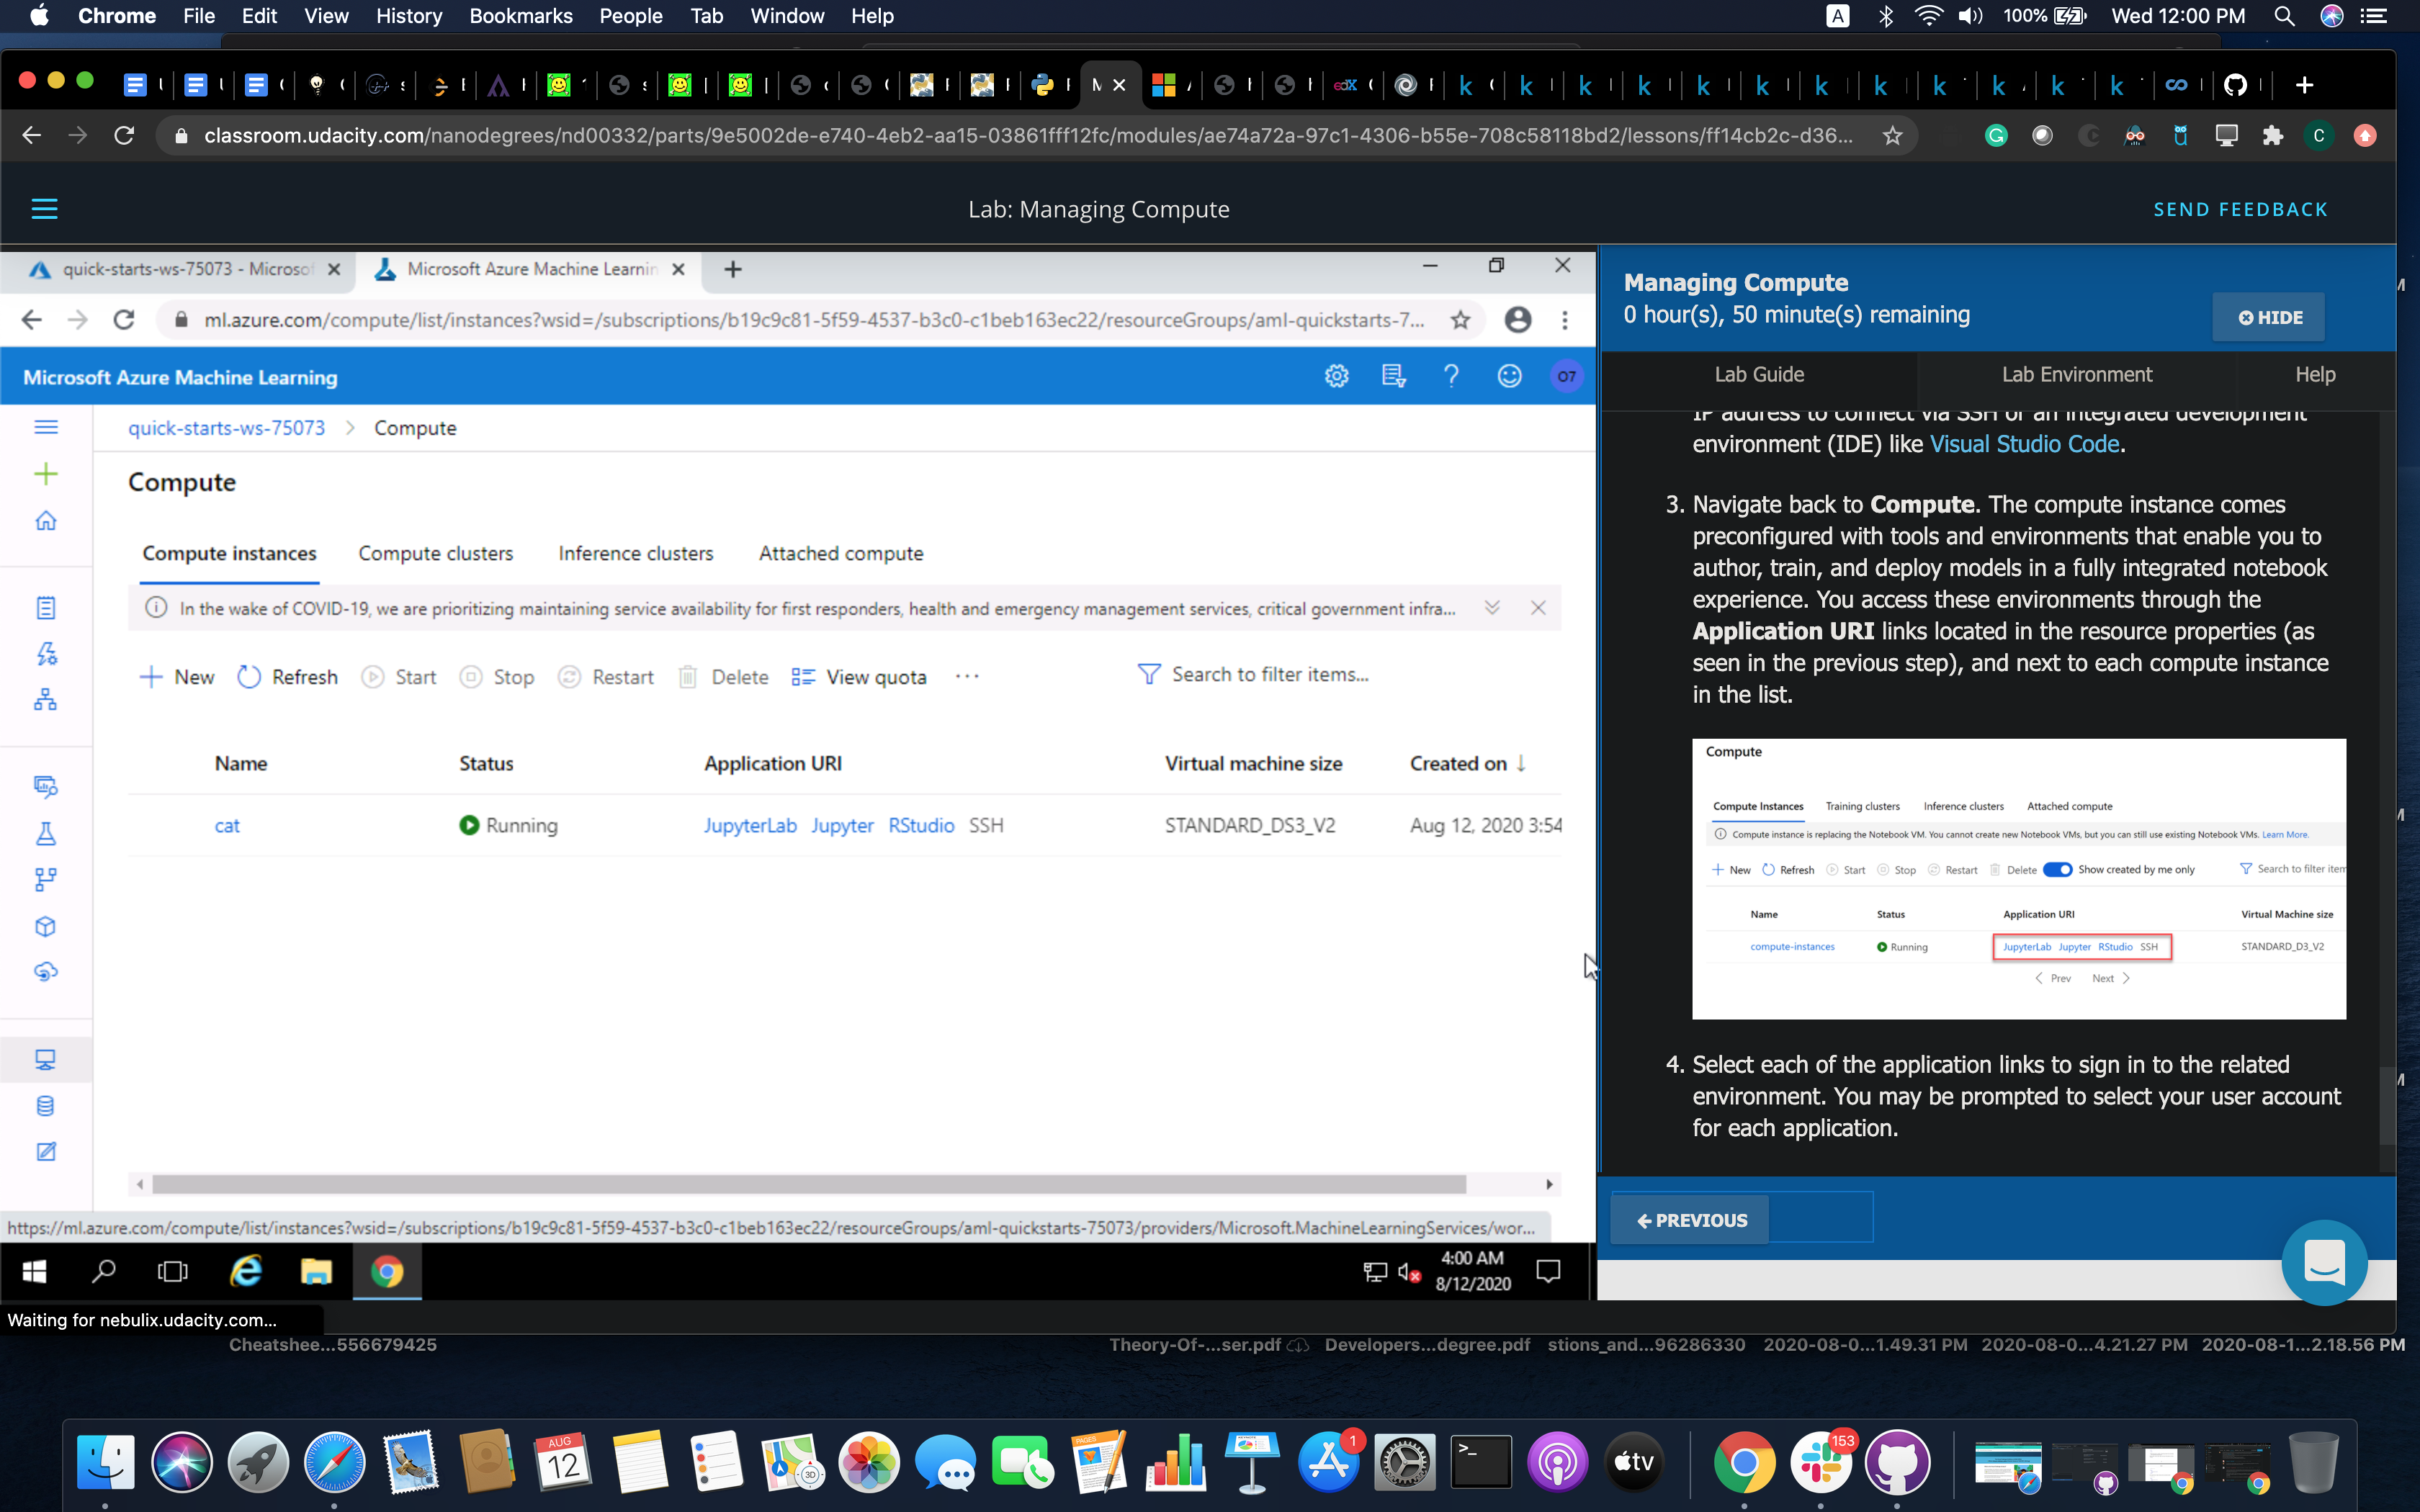 Chrome File Edit View History Bookmarks People Tab Window Help
A 100% Wed 12:00 PM
classroom.udacity.com/nanodegrees/nd00332/parts/9e5002de-e740-4eb2-aa15-03861fff12fc/modules/ae74a72a-97c1-4306-b55e-708c58118bd2/lessons/ff14cb2c-d36...
Lab: Managing Compute
SEND FEEDBACK
quick-starts-ws-75073 - Microsof
Microsoft Azure Machine Learnin
ml.azure.com/compute/list/instances?wsid=/subscriptions/b19c9c81-5f59-4537-b3c0-c1beb163ec22/resourceGroups/aml-quickstarts-7...
Microsoft Azure Machine Learning
O7
quick-starts-ws-75073 > Compute
Compute
Compute instances Compute clusters Inference clusters Attached compute
In the wake of COVID-19, we are prioritizing maintaining service availability for first responders, health and emergency management services, critical government infra...
New Refresh Start Stop Restart Delete View quota ... Search to filter items...
Name Status Application URI Virtual machine size Created on ↓
cat Running JupyterLab Jupyter RStudio SSH STANDARD_DS3_V2 Aug 12, 2020 3:54
https://ml.azure.com/compute/list/instances?wsid=/subscriptions/b19c9c81-5f59-4537-b3c0-c1beb163ec22/resourceGroups/aml-quickstarts-75073/providers/Microsoft.MachineLearningServices/wor...
4:00 AM
8/12/2020
Waiting for nebulix.udacity.com...
Managing Compute
0 hour(s), 50 minute(s) remaining
HIDE
Lab Guide Lab Environment Help
IP address to connect via SSH or an integrated development
environment (IDE) like Visual Studio Code.
3. Navigate back to Compute. The compute instance comes
preconfigured with tools and environments that enable you to
author, train, and deploy models in a fully integrated notebook
experience. You access these environments through the
Application URI links located in the resource properties (as
seen in the previous step), and next to each compute instance
in the list.
Compute
Compute Instances Training clusters Inference clusters Attached compute
Compute instance is replacing the Notebook VM. You cannot create new Notebook VMs, but you can still use existing Notebook VMs. Learn More.
New Refresh Start Stop Restart Delete Show created by me only Search to filter item
Name Status Application URI Virtual Machine size
compute-instances Running JupyterLab Jupyter RStudio SSH STANDARD_D3_V2
< Prev Next >
4. Select each of the application links to sign in to the related
environment. You may be prompted to select your user account
for each application.
PREVIOUS
Cheatshee...556679425
Theory-Of-...ser.pdf Developers...degree.pdf stions_and...96286330 2020-08-0...1.49.31 PM 2020-08-0...4.21.27 PM 2020-08-1...2.18.56 PM
AUG
12
PAGES
3D
1
tv
153